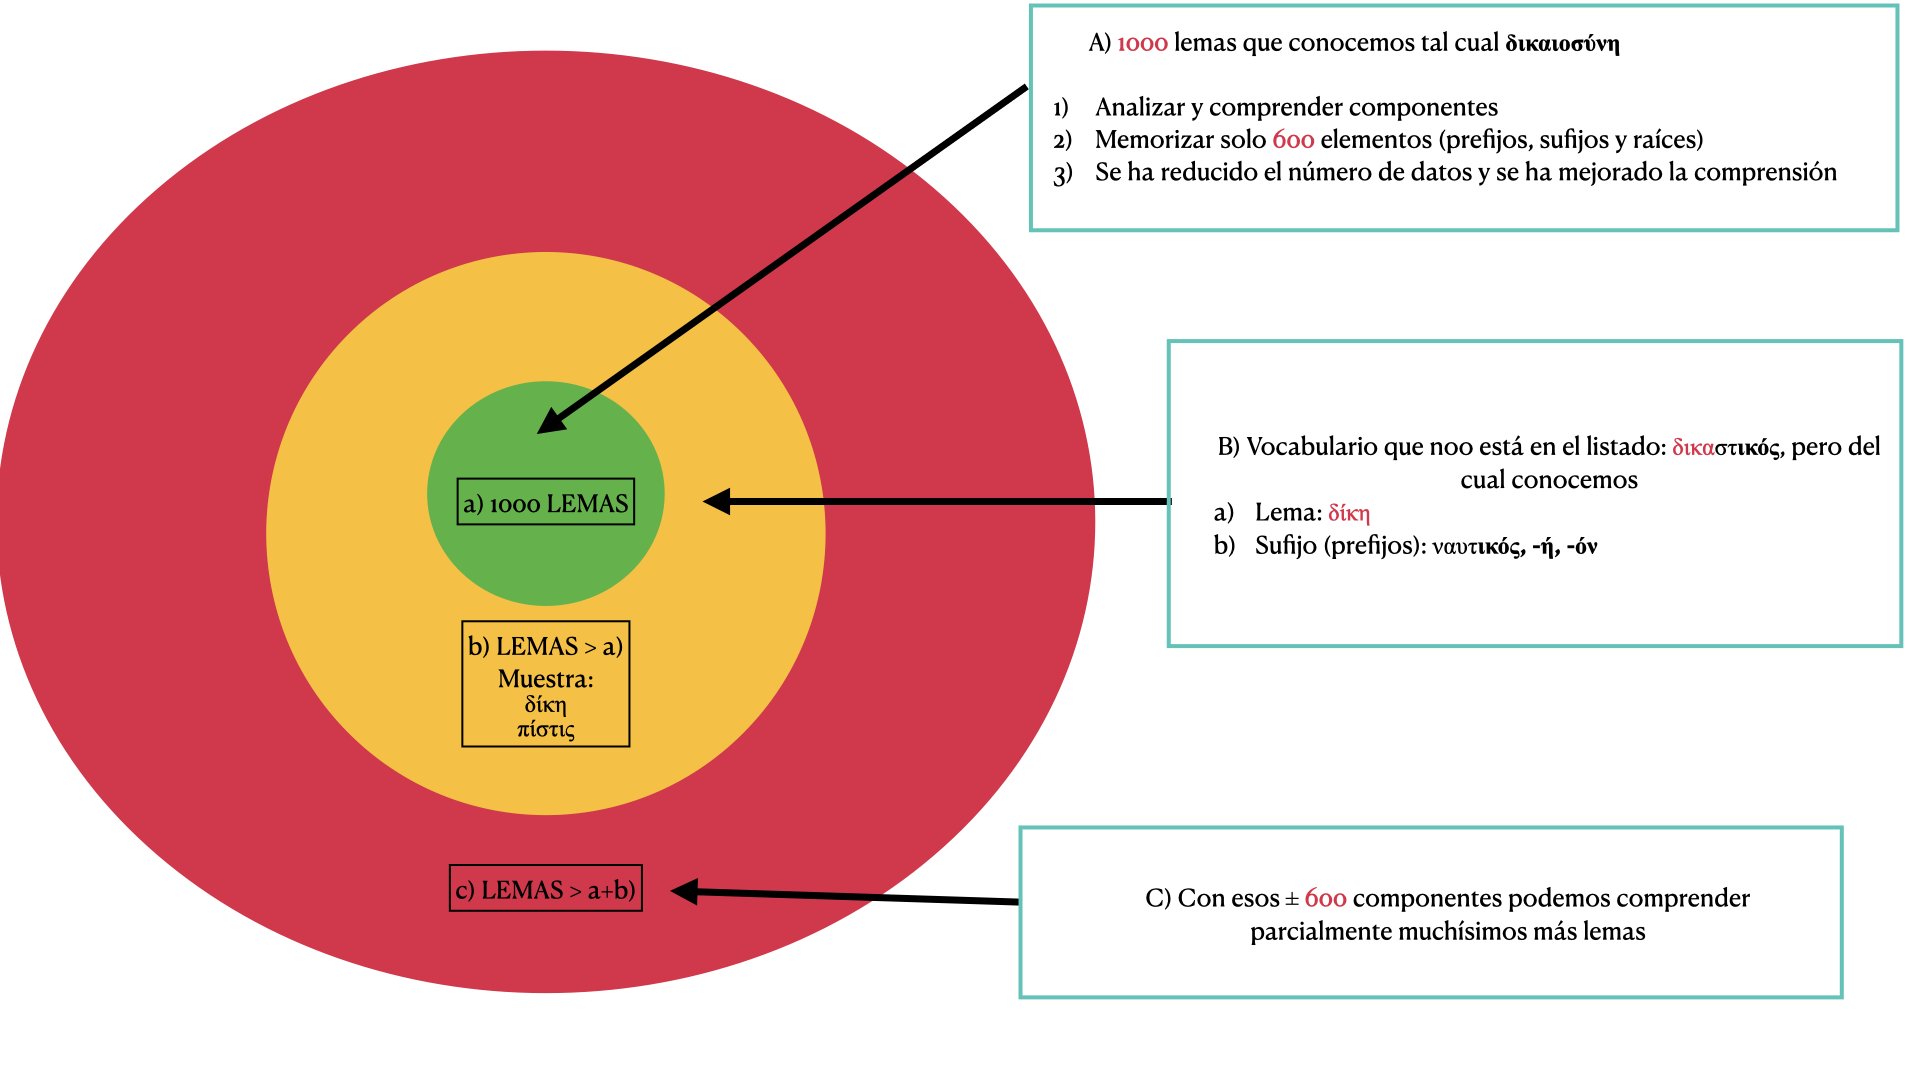 A) 1000 lemas que conocemos tal cual δικαιοσύνη
1) Analizar y comprender componentes
2) Memorizar solo 600 elementos (prefijos, sufijos y raíces)
3) Se ha reducido el número de datos y se ha mejorado la comprensión
a) 1000 LEMAS
B) Vocabulario que noo está en el listado: δικαστικός, pero del
cual conocemos
a) Lema: δίκη
b) Sufijo (prefijos): ναυτικός, -ή, -όν
b) LEMAS > a)
Muestra:
δίκη
πίστις
c) LEMAS > a+b)
C) Con esos ± 600 componentes podemos comprender
parcialmente muchísimos más lemas